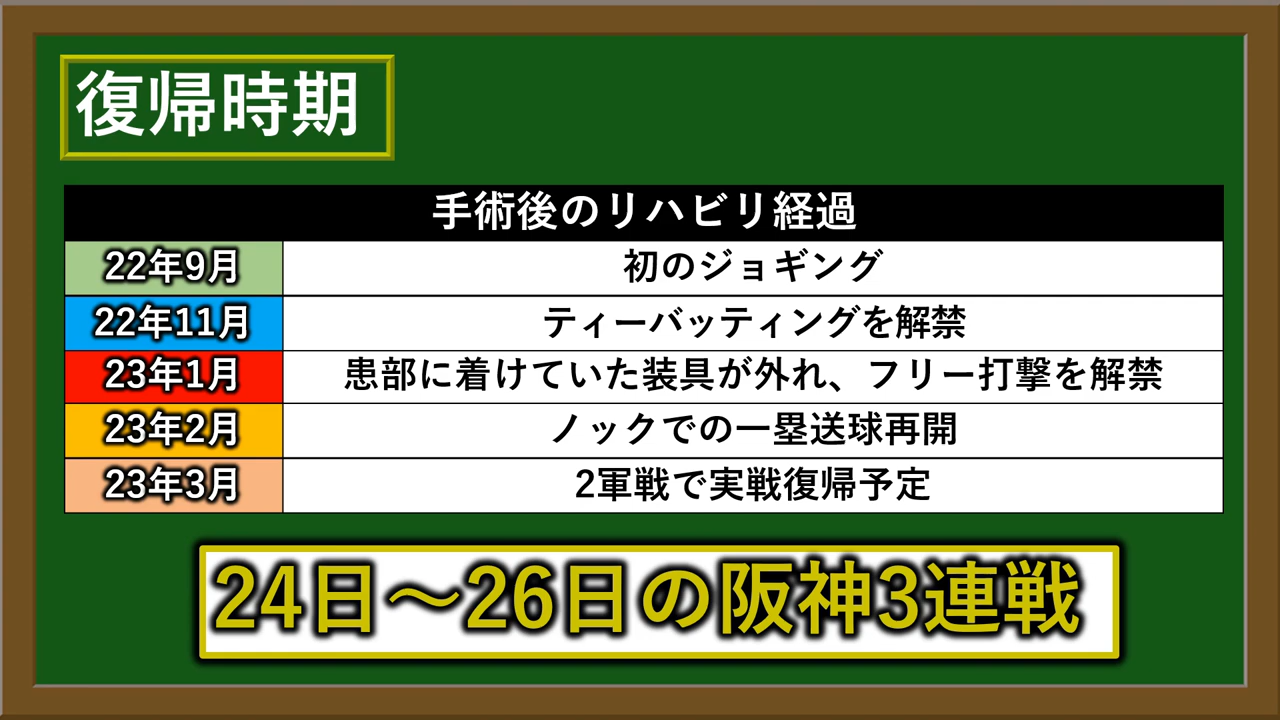 復帰時期
手術後のリハビリ経過
22年9月 初のジョギング
22年11月 ティーバッティングを解禁
23年1月 患部に着けていた装具が外れ、フリー打撃を解禁
23年2月 ノックでの一塁送球再開
23年3月 2軍戦で実戦復帰予定
24日～26日の阪神3連戦